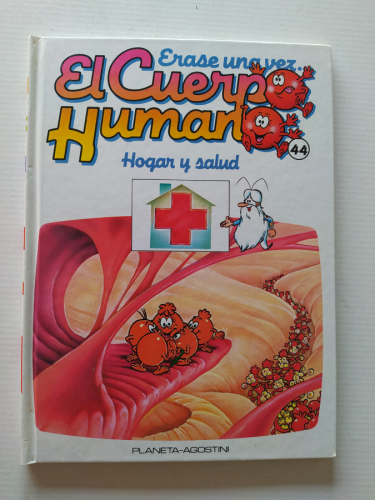 Erase una vez...
El Cuerpo
Humano
44
Hogar y salud
PLANETA-AGOSTINI